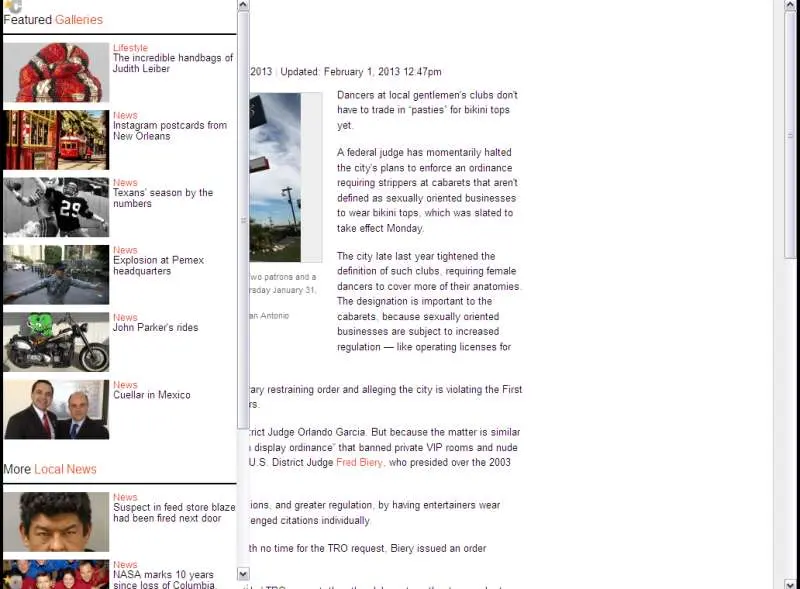 Featured Galleries
Lifestyle
The incredible handbags of
Judith Leiber
News
Instagram postcards from
New Orleans
News
Texans' season by the
numbers
29
News
Explosion at Pemex
headquarters
News
John Parker's rides
News
Cuellar in Mexico
More Local News
News
Suspect in feed store blaze
had been fired next door
News
NASA marks 10 years
since loss of Columbia,
2013 | Updated: February 1, 2013 12:47pm
Dancers at local gentlemen's clubs don't
have to trade in “pasties” for bikini tops
yet.
A federal judge has momentarily halted
the city's plans to enforce an ordinance
requiring strippers at cabarets that aren't
defined as sexually oriented businesses
to wear bikini tops, which was slated to
take effect Monday.
The city late last year tightened the
definition of such clubs, requiring female
dancers to cover more of their anatomies.
The designation is important to the
cabarets, because sexually oriented
businesses are subject to increased
regulation — like operating licenses for
two patrons and a
rsday January 31,
an Antonio
rary restraining order and alleging the city is violating the First
rs.
trict Judge Orlando Garcia. But because the matter is similar
display ordinance” that banned private VIP rooms and nude
U.S. District Judge Fred Biery, who presided over the 2003
ions, and greater regulation, by having entertainers wear
enged citations individually.
th no time for the TRO request, Biery issued an order